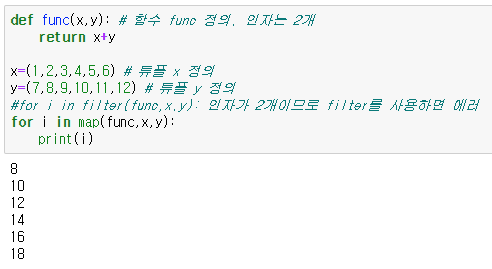 def func(x,y): # 함수 func 정의. 인자는 2개
    return x+y
x=(1,2,3,4,5,6) # 튜플 x 정의
y=(7,8,9,10,11,12) # 튜플 y 정의
#for i in filter(func,x,y): 인자가 2개이므로 filter를 사용하면 에러
for i in map(func,x,y):
    print(i)
8
10
12
14
16
18